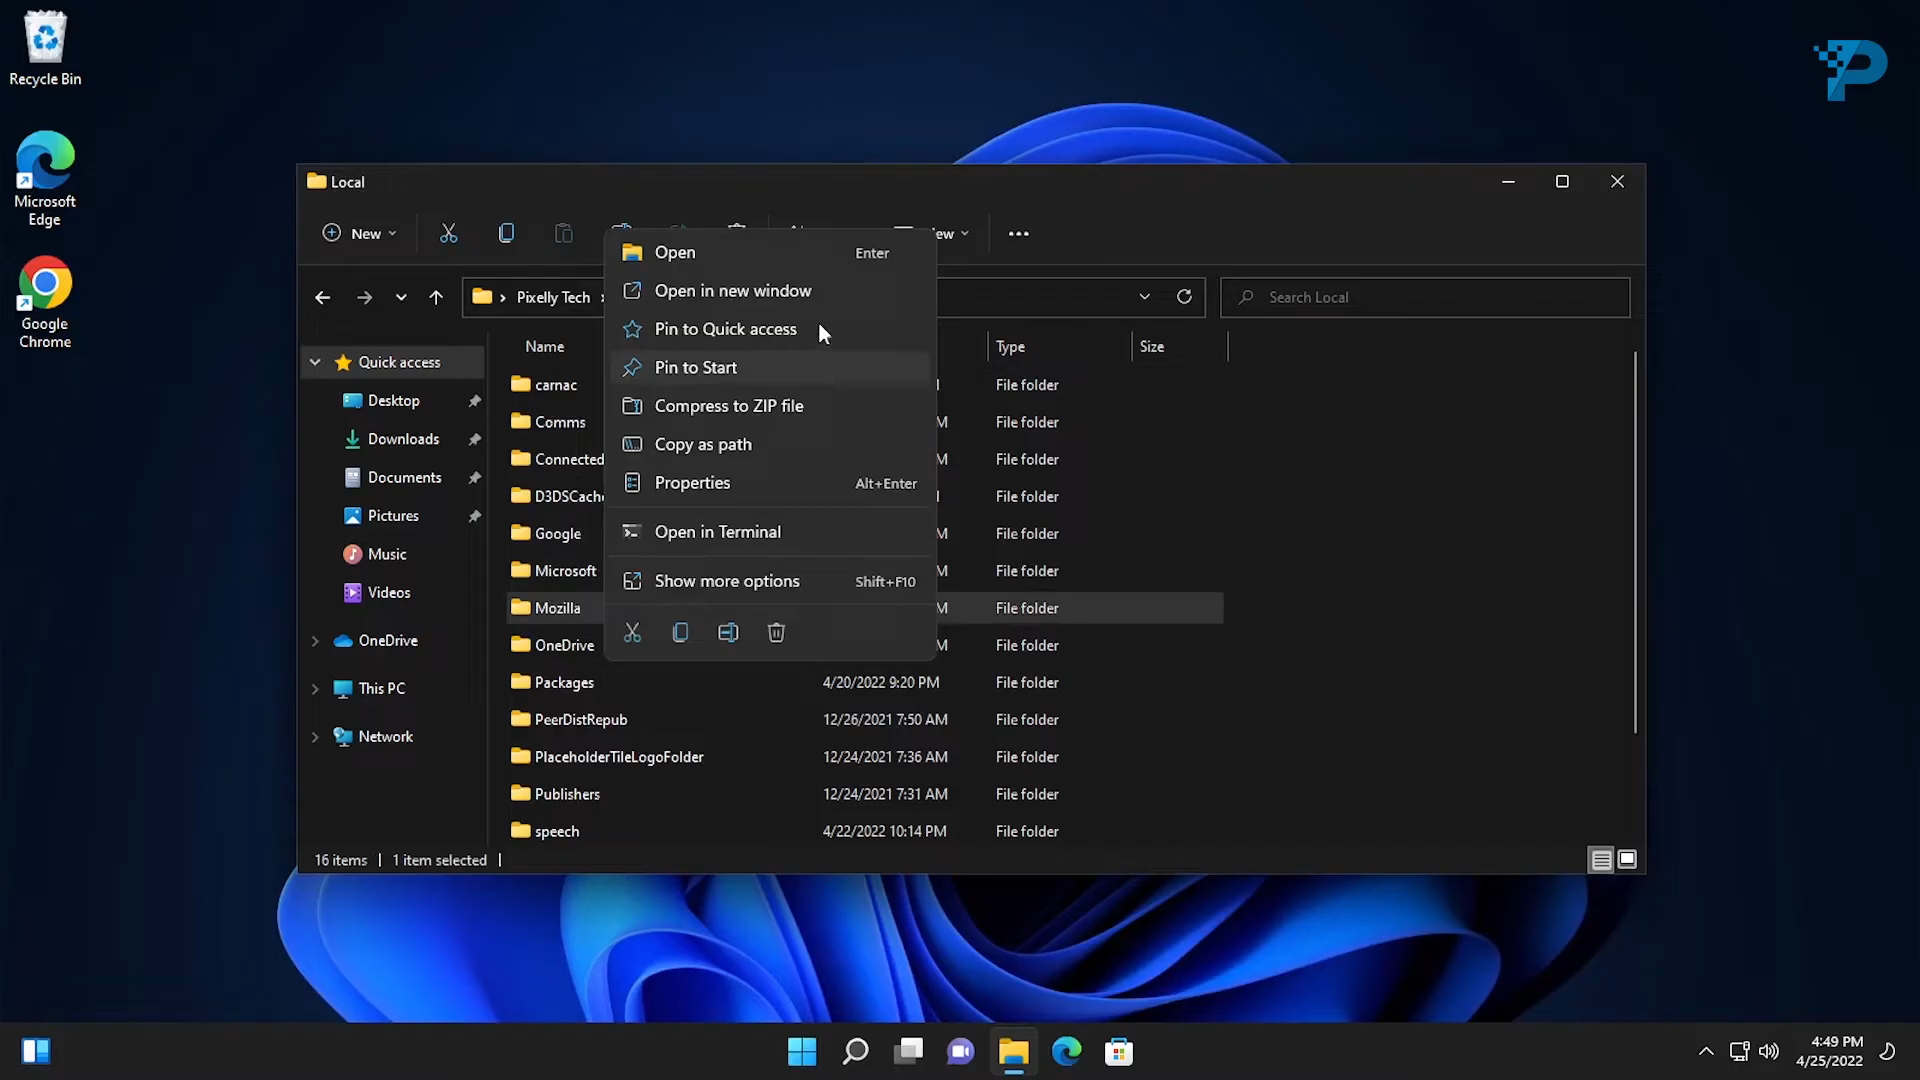 Recycle Bin
Microsoft
Edge
Google
Chrome
Local
New
ew
Pixelly Tech
Search Local
Open Enter
Open in new window
Pin to Quick access
Pin to Start
Compress to ZIP file
Copy as path
Properties Alt+Enter
Open in Terminal
Show more options Shift+F10
Quick access
Desktop
Downloads
Documents
Pictures
Music
Videos
OneDrive
This PC
Network
Name Type Size
carnac File folder
Comms M File folder
Connected M File folder
D3DSCache File folder
Google M File folder
Microsoft M File folder
Mozilla M File folder
OneDrive M File folder
Packages 4/20/2022 9:20 PM File folder
PeerDistRepub 12/26/2021 7:50 AM File folder
PlaceholderTileLogoFolder 12/24/2021 7:36 AM File folder
Publishers 12/24/2021 7:31 AM File folder
speech 4/22/2022 10:14 PM File folder
16 items 1 item selected
4:49 PM
4/25/2022